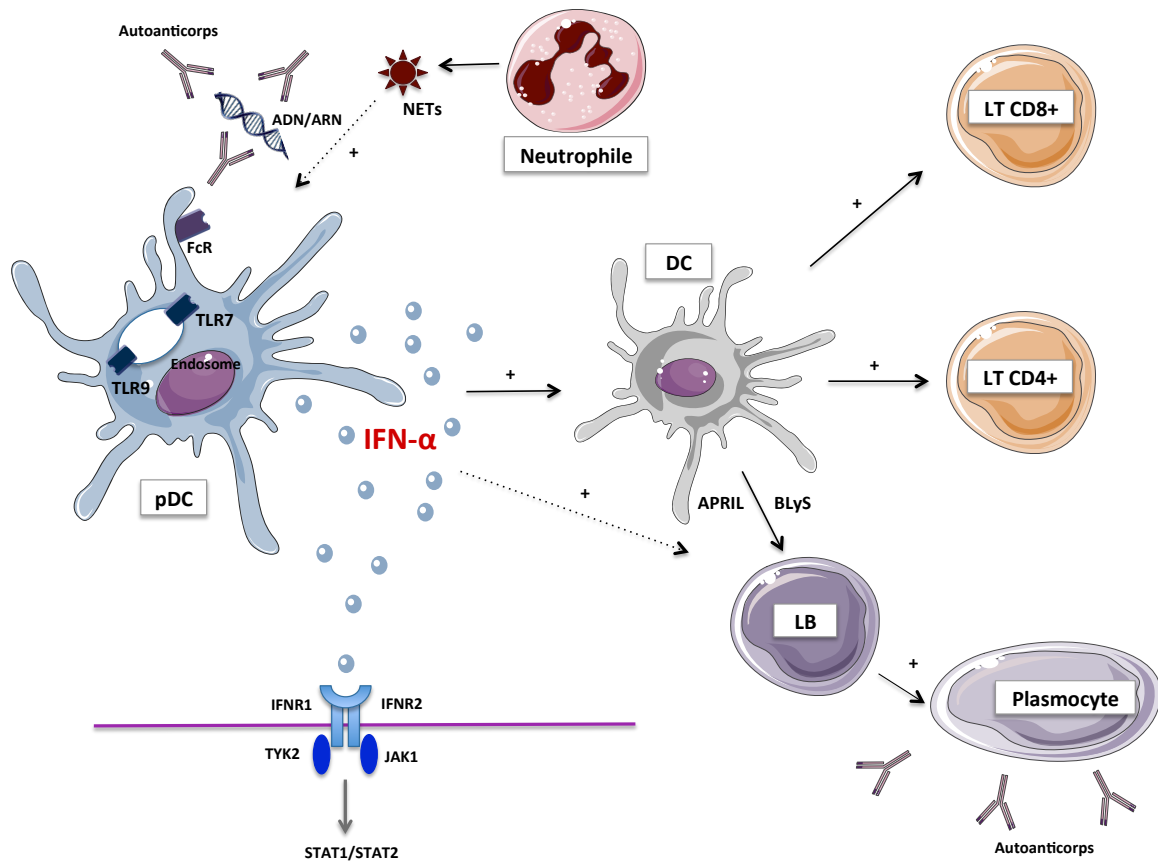 Autoanticorps
ADN/ARN
NETs
+
Neutrophile
LT CD8+
+
FcR
DC
TLR7
Endosome
TLR9
+
+
LT CD4+
IFN-α
pDC
+
APRIL
BLyS
LB
+
Plasmocyte
IFNR1
IFNR2
TYK2
JAK1
STAT1/STAT2
Autoanticorps